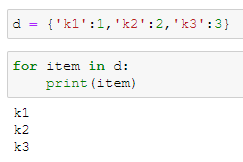 d = {'k1':1,'k2':2,'k3':3}
for item in d:
    print(item)
k1
k2
k3